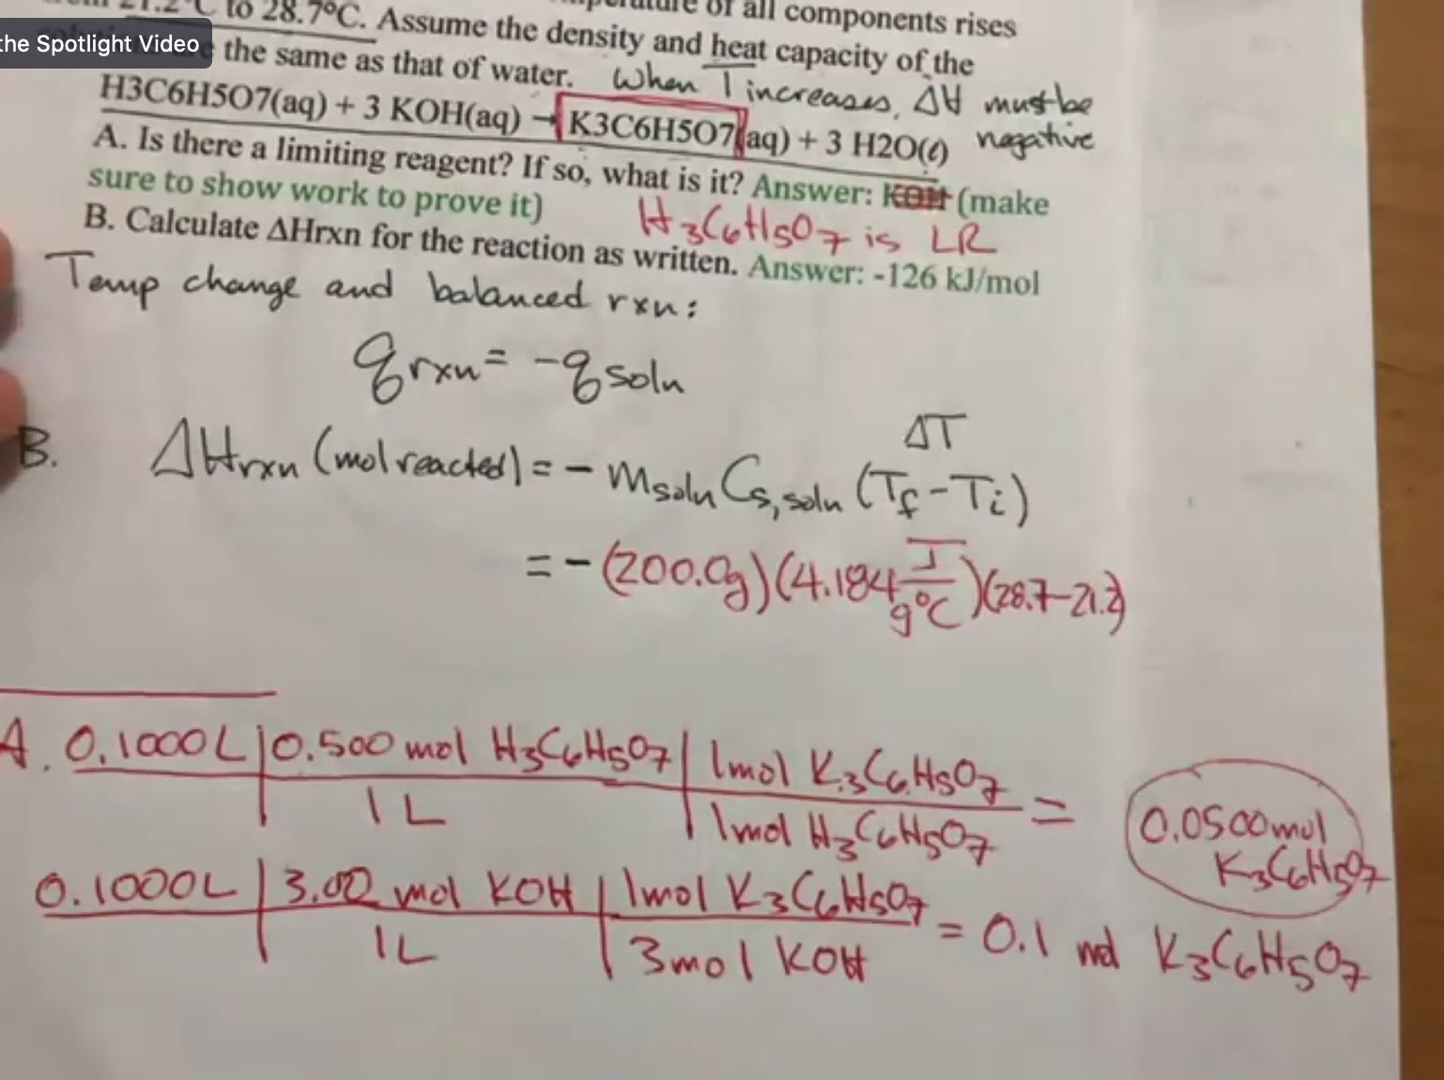 to 28.7°C. Assume the density and heat capacity of the
of all components rises
the Spotlight Video
the same as that of water. When T increases, ΔH must be
negative
H3C6H5O7(aq) + 3 KOH(aq) → K3C6H5O7(aq) + 3 H2O(ℓ)
A. Is there a limiting reagent? If so, what is it? Answer: KOH (make
sure to show work to prove it)
H3C6H5O7 is LR
B. Calculate ΔHrxn for the reaction as written. Answer: -126 kJ/mol
Temp change and balanced rxn:
qrxn = -qsoln
B. ΔHrxn (mol reacted) = - msoln Cs,soln (Tf - Ti)
ΔT
= - (200.0g)(4.184 J/g°C)(28.7-21.2)
A. 0.1000L | 0.500 mol H3C6H5O7 | 1mol K3C6H5O7
1L | 1mol H3C6H5O7
= 0.0500mol
K3C6H5O7
0.1000L | 3.00 mol KOH | 1mol K3C6H5O7
1L | 3mol KOH
= 0.1 mol K3C6H5O7